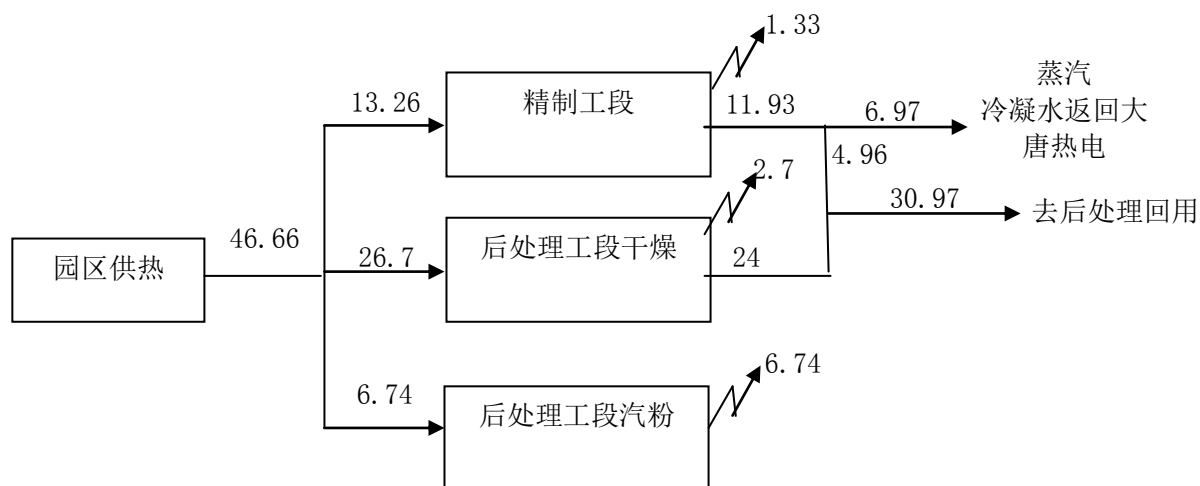 1.33
蒸汽
冷凝水返回大
唐热电
13.26
精制工段
11.93
6.97
4.96
2.7
30.97
去后处理回用
46.66
园区供热
26.7
后处理工段干燥
24
6.74
6.74
后处理工段汽粉